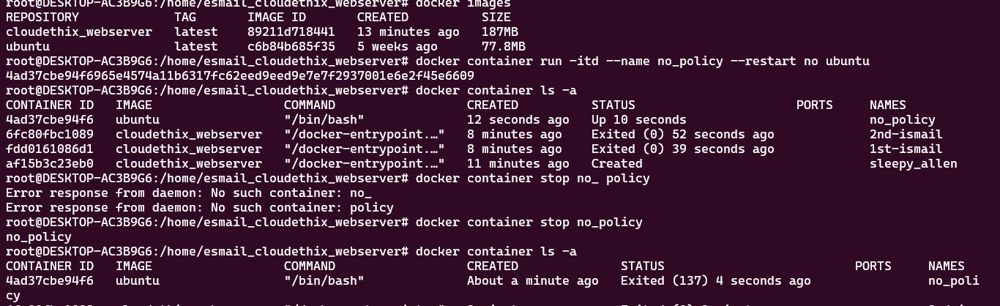 root@DESKTOP-AC3B9G6:/home/esmail_cloudethix_webserver# docker images
REPOSITORY TAG IMAGE ID CREATED SIZE
cloudethix_webserver latest 89211d718441 13 minutes ago 187MB
ubuntu latest c6b84b685f35 5 weeks ago 77.8MB
root@DESKTOP-AC3B9G6:/home/esmail_cloudethix_webserver# docker container run -itd --name no_policy --restart no ubuntu
4ad37cbe94f6965e4574a11b6317fc62eed9eed9e7e7f2937001e6e2f45e6609
root@DESKTOP-AC3B9G6:/home/esmail_cloudethix_webserver# docker container ls -a
CONTAINER ID IMAGE COMMAND CREATED STATUS PORTS NAMES
4ad37cbe94f6 ubuntu "/bin/bash" 12 seconds ago Up 10 seconds no_policy
6fc80fbc1089 cloudethix_webserver "/docker-entrypoint.…" 8 minutes ago Exited (0) 52 seconds ago 2nd-ismail
fdd0161086d1 cloudethix_webserver "/docker-entrypoint.…" 8 minutes ago Exited (0) 39 seconds ago 1st-ismail
af15b3c23eb0 cloudethix_webserver "/docker-entrypoint.…" 11 minutes ago Created sleepy_allen
root@DESKTOP-AC3B9G6:/home/esmail_cloudethix_webserver# docker container stop no_ policy
Error response from daemon: No such container: no_
Error response from daemon: No such container: policy
root@DESKTOP-AC3B9G6:/home/esmail_cloudethix_webserver# docker container stop no_policy
no_policy
root@DESKTOP-AC3B9G6:/home/esmail_cloudethix_webserver# docker container ls -a
CONTAINER ID IMAGE COMMAND CREATED STATUS PORTS NAMES
4ad37cbe94f6 ubuntu "/bin/bash" About a minute ago Exited (137) 4 seconds ago no_poli
cy